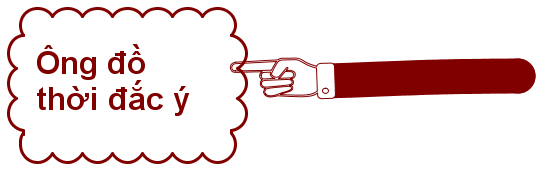 Ông đồ
thời đắc ý